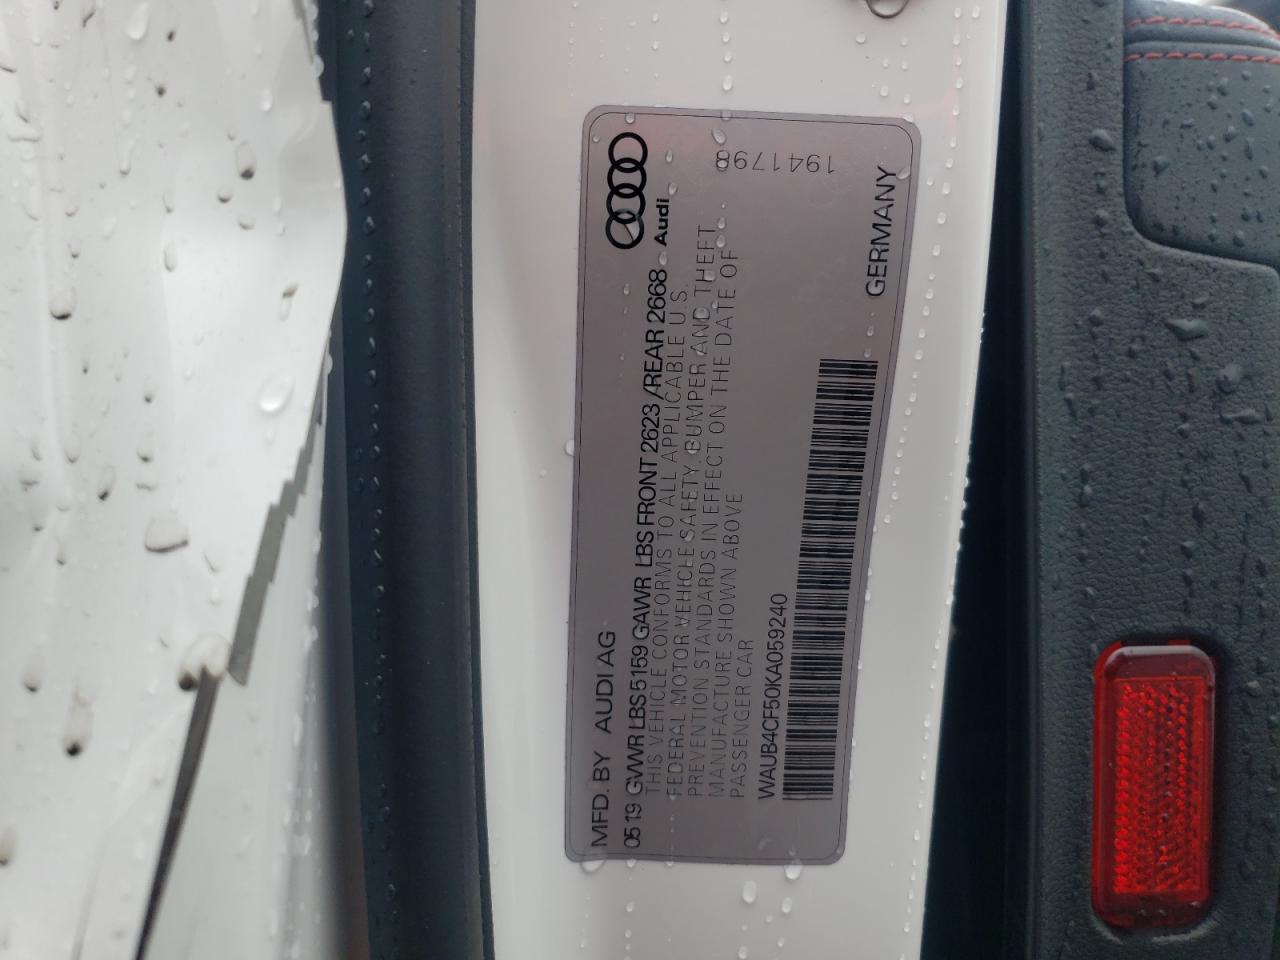 MFD. BY AUDI AG
05 19 GVWR LBS 5159 GAWR LBS FRONT 2623 /REAR 2668
THIS VEHICLE CONFORMS TO ALL APPLICABLE U.S.
FEDERAL MOTOR VEHICLE SAFETY, BUMPER AND THEFT
PREVENTION STANDARDS IN EFFECT ON THE DATE OF
MANUFACTURE SHOWN ABOVE
PASSENGER CAR
WAUB4CF50KA059240
Audi
1941798
GERMANY